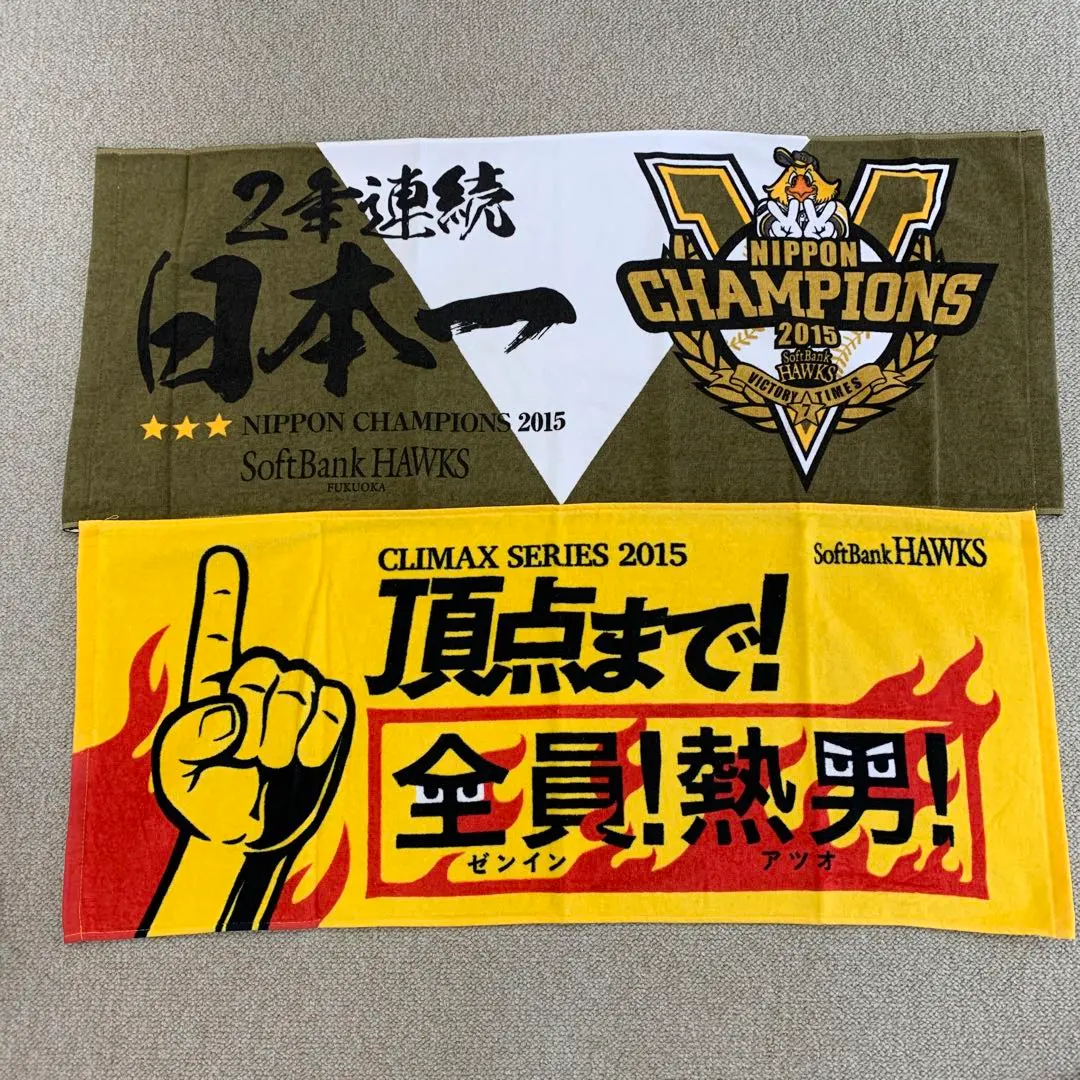 2年連続
日本一
★★★ NIPPON CHAMPIONS 2015
SoftBank HAWKS
FUKUOKA
NIPPON
CHAMPIONS
2015
SoftBank
HAWKS
VICTORY TIMES
7
CLIMAX SERIES 2015
SoftBank HAWKS
頂点まで!
全員!熱男!
ゼンイン アツオ